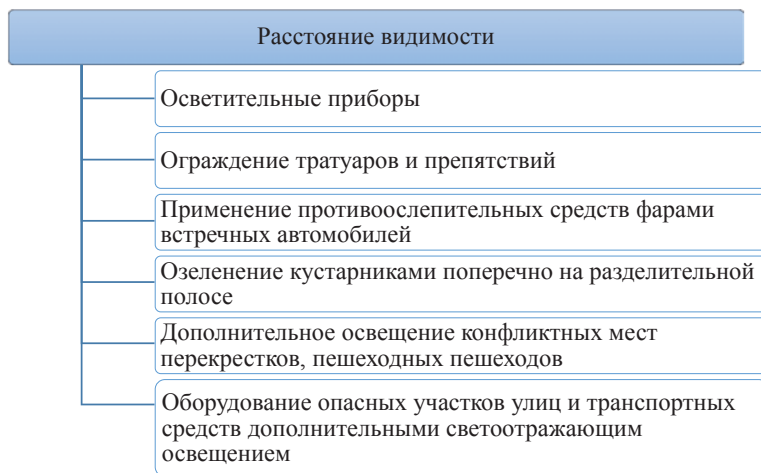 Расстояние видимости
Осветительные приборы
Ограждение тратуаров и препятствий
Применение противоослепительных средств фарами
встречных автомобилей
Озеленение кустарниками поперечно на разделительной
полосе
Дополнительное освещение конфликтных мест
перекрестков, пешеходных пешеходов
Оборудование опасных участков улиц и транспортных
средств дополнительными светоотражающим
освещением